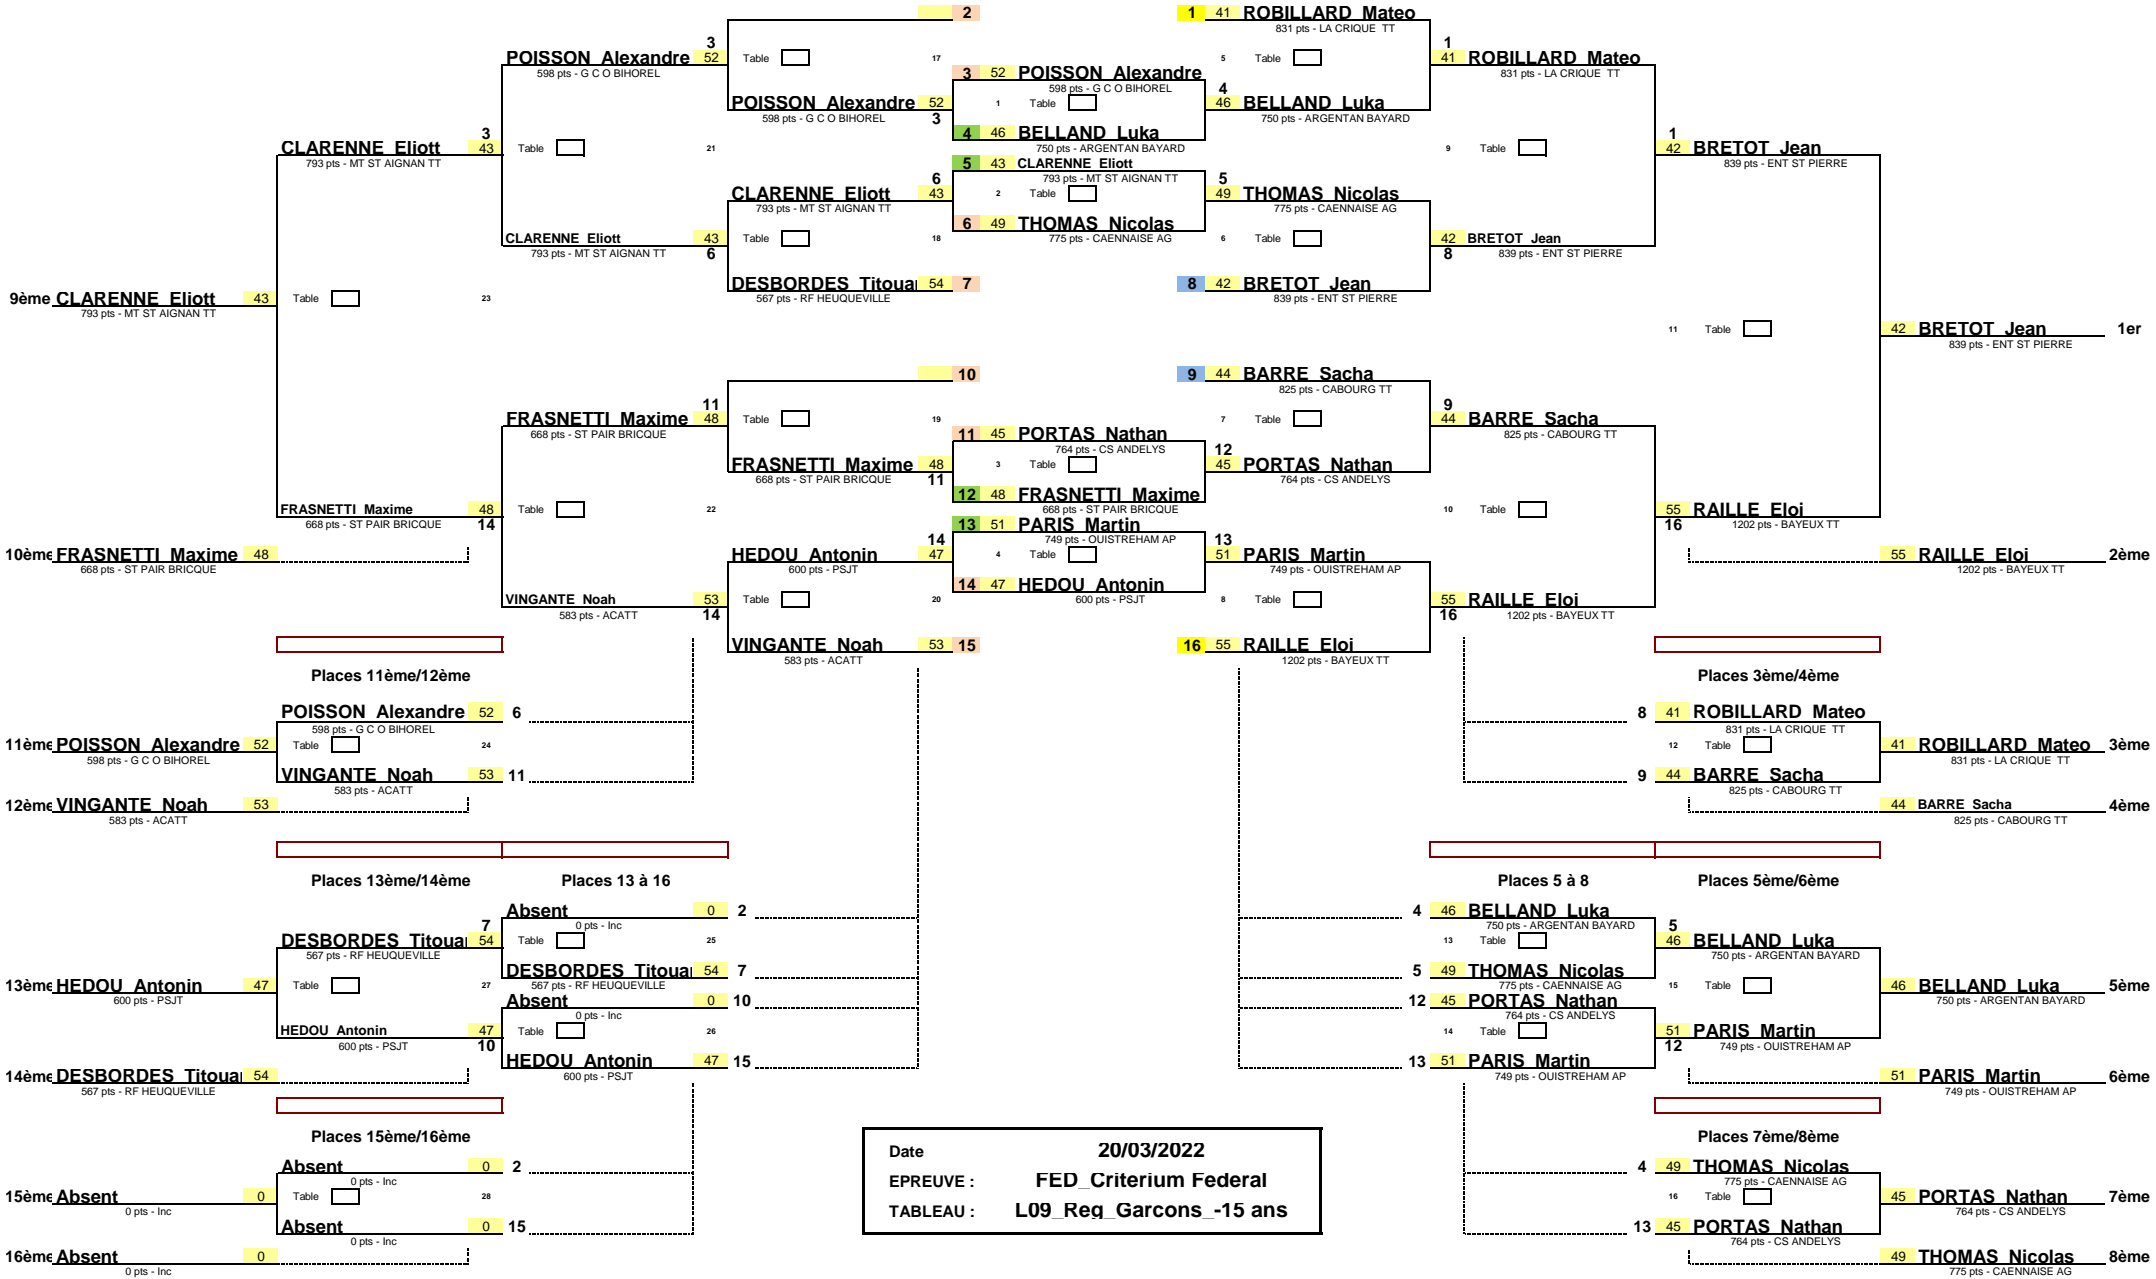 2
1 41 ROBILLARD Mateo
831 pts - LA CRIQUE TT
3 1
POISSON Alexandre 52 Table 17 5 Table 41 ROBILLARD Mateo
598 pts - G C O BIHOREL 831 pts - LA CRIQUE TT
3 52 POISSON Alexandre
598 pts - G C O BIHOREL 4
POISSON Alexandre 52 1 Table 46 BELLAND Luka
598 pts - G C O BIHOREL 3 750 pts - ARGENTAN BAYARD
4 46 BELLAND Luka
750 pts - ARGENTAN BAYARD
3 1
CLARENNE Eliott 43 Table 21 9 Table 42 BRETOT Jean
793 pts - MT ST AIGNAN TT 839 pts - ENT ST PIERRE
5 43 CLARENNE Eliott
793 pts - MT ST AIGNAN TT
6 5
CLARENNE Eliott 43 2 Table 49 THOMAS Nicolas
793 pts - MT ST AIGNAN TT 775 pts - CAENNAISE AG
6 49 THOMAS Nicolas
775 pts - CAENNAISE AG
CLARENNE Eliott 43 Table 18 6 Table 42 BRETOT Jean
793 pts - MT ST AIGNAN TT 6 8 839 pts - ENT ST PIERRE
DESBORDES Titoua 54 7 8 42 BRETOT Jean
567 pts - RF HEUQUEVILLE 839 pts - ENT ST PIERRE
9ème CLARENNE Eliott 43 Table 23
793 pts - MT ST AIGNAN TT
11 Table 42 BRETOT Jean 1er
839 pts - ENT ST PIERRE
10 9 44 BARRE Sacha
825 pts - CABOURG TT
11 9
FRASNETTI Maxime 48 Table 19 7 Table 44 BARRE Sacha
668 pts - ST PAIR BRICQUE 825 pts - CABOURG TT
11 45 PORTAS Nathan
764 pts - CS ANDELYS 12
FRASNETTI Maxime 48 3 Table 45 PORTAS Nathan
668 pts - ST PAIR BRICQUE 11 764 pts - CS ANDELYS
12 48 FRASNETTI Maxime
668 pts - ST PAIR BRICQUE
FRASNETTI Maxime 48 Table 22 10 Table 55 RAILLE Eloi
668 pts - ST PAIR BRICQUE 14 16 1202 pts - BAYEUX TT
13 51 PARIS Martin
749 pts - OUISTREHAM AP
14 13
10ème FRASNETTI Maxime 48 HEDOU Antonin 47 4 Table 51 PARIS Martin 55 RAILLE Eloi 2ème
668 pts - ST PAIR BRICQUE 600 pts - PSJT 749 pts - OUISTREHAM AP 1202 pts - BAYEUX TT
14 47 HEDOU Antonin
600 pts - PSJT
VINGANTE Noah 53 Table 20 8 Table 55 RAILLE Eloi
583 pts - ACATT 14 16 1202 pts - BAYEUX TT
VINGANTE Noah 53 15 16 55 RAILLE Eloi
583 pts - ACATT 1202 pts - BAYEUX TT
Places 11ème/12ème Places 3ème/4ème
POISSON Alexandre 52 6 8 41 ROBILLARD Mateo
598 pts - G C O BIHOREL 831 pts - LA CRIQUE TT
11ème POISSON Alexandre 52 Table 24 12 Table 41 ROBILLARD Mateo 3ème
598 pts - G C O BIHOREL 831 pts - LA CRIQUE TT
VINGANTE Noah 53 11 9 44 BARRE Sacha
583 pts - ACATT 825 pts - CABOURG TT
12ème VINGANTE Noah 53 44 BARRE Sacha 4ème
583 pts - ACATT 825 pts - CABOURG TT
Places 13ème/14ème Places 13 à 16 Places 5 à 8 Places 5ème/6ème
Absent 0 2 4 46 BELLAND Luka
0 pts - Inc 750 pts - ARGENTAN BAYARD
7 5
DESBORDES Titoua 54 Table 25 13 Table 46 BELLAND Luka
567 pts - RF HEUQUEVILLE 750 pts - ARGENTAN BAYARD
DESBORDES Titoua 54 7 5 49 THOMAS Nicolas
567 pts - RF HEUQUEVILLE 775 pts - CAENNAISE AG
13ème HEDOU Antonin 47 Table 27 15 Table 46 BELLAND Luka 5ème
600 pts - PSJT 750 pts - ARGENTAN BAYARD
Absent 0 10 12 45 PORTAS Nathan
0 pts - Inc 764 pts - CS ANDELYS
HEDOU Antonin 47 Table 26 14 Table 51 PARIS Martin
600 pts - PSJT 10 12 749 pts - OUISTREHAM AP
HEDOU Antonin 47 15 13 51 PARIS Martin
600 pts - PSJT 749 pts - OUISTREHAM AP
14ème DESBORDES Titoua 54 51 PARIS Martin 6ème
567 pts - RF HEUQUEVILLE 749 pts - OUISTREHAM AP
Places 15ème/16ème Places 7ème/8ème
Date 20/03/2022
EPREUVE : FED_Criterium Federal
TABLEAU : L09_Reg_Garcons_-15 ans
Absent 0 2 4 49 THOMAS Nicolas
0 pts - Inc 775 pts - CAENNAISE AG
15ème Absent 0 Table 28 16 Table 45 PORTAS Nathan 7ème
0 pts - Inc 764 pts - CS ANDELYS
Absent 0 15 13 45 PORTAS Nathan
0 pts - Inc 764 pts - CS ANDELYS
16ème Absent 0 49 THOMAS Nicolas 8ème
0 pts - Inc 775 pts - CAENNAISE AG